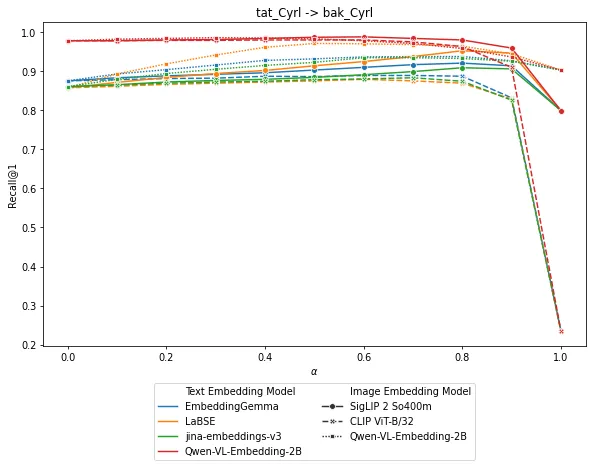 tat_Cyrl -> bak_Cyrl
Recall@1
1.0
0.9
0.8
0.7
0.6
0.5
0.4
0.3
0.2
0.0 0.2 0.4 0.6 0.8 1.0
α
Text Embedding Model Image Embedding Model
EmbeddingGemma SigLIP 2 So400m
LaBSE CLIP ViT-B/32
jina-embeddings-v3 Qwen-VL-Embedding-2B
Qwen-VL-Embedding-2B